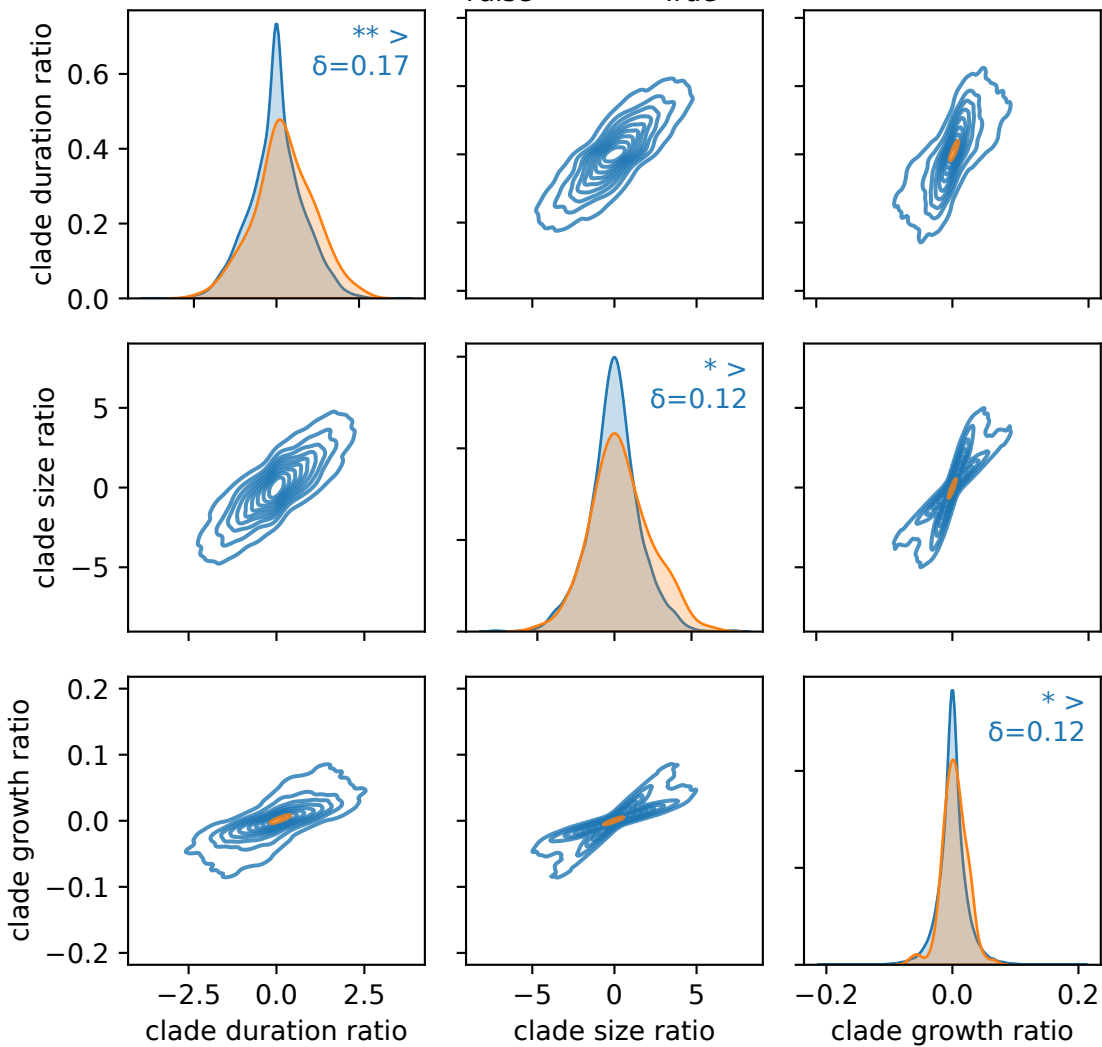 clade duration ratio
0.6
0.4
0.2
0.0
** >
δ=0.17
clade size ratio
5
0
−5
* >
δ=0.12
clade growth ratio
0.2
0.1
0.0
−0.1
−0.2
* >
δ=0.12
−2.5 0.0 2.5
clade duration ratio
−5 0 5
clade size ratio
−0.2 0.0 0.2
clade growth ratio